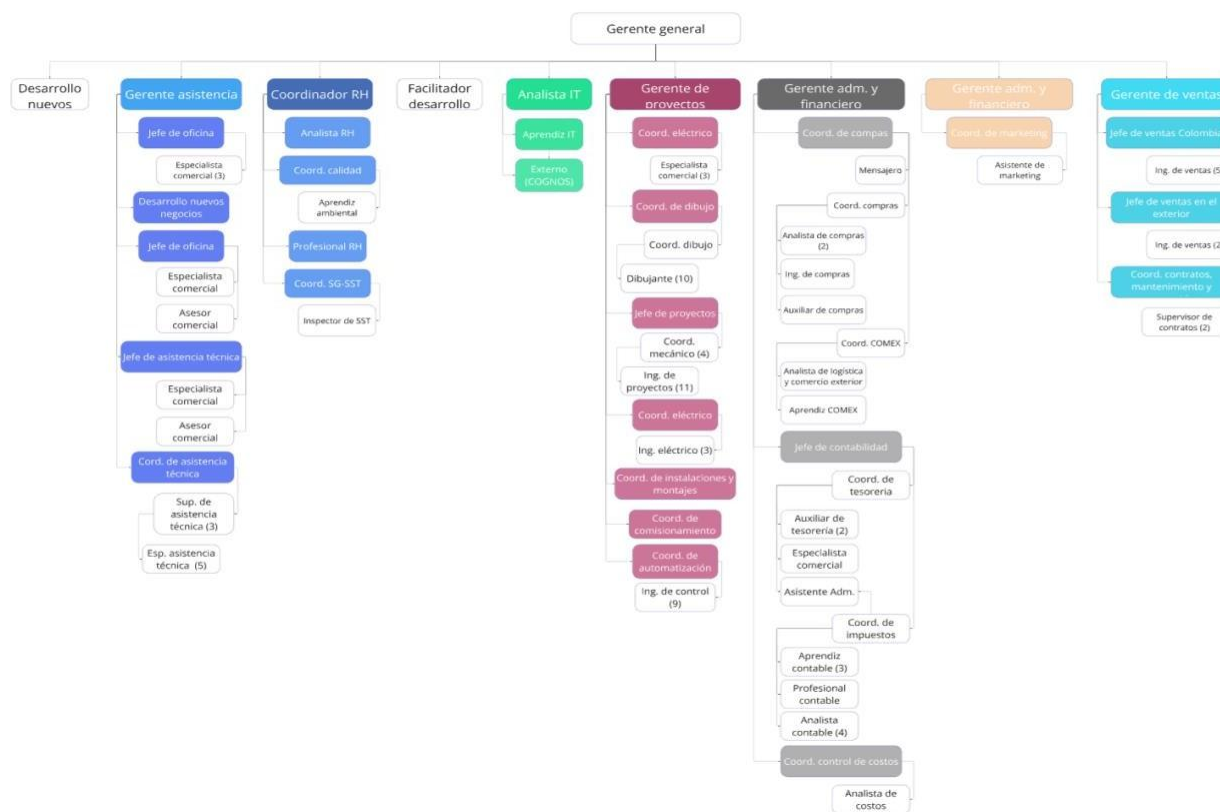 Gerente general
Desarrollo
nuevos
Gerente asistencia
Jefe de oficina
Especialista
comercial (3)
Desarrollo nuevos
negocios
Jefe de oficina
Especialista
comercial
Asesor
comercial
Jefe de asistencia técnica
Especialista
comercial
Asesor
comercial
Cord. de asistencia
técnica
Sup. de
asistencia
técnica (3)
Esp. asistencia
técnica (5)
Coordinador RH
Analista RH
Coord. calidad
Aprendiz
ambiental
Profesional RH
Coord. SG-SST
Inspector de SST
Facilitador
desarrollo
Analista IT
Aprendiz IT
Externo
(COGNOS)
Gerente de
proyectos
Coord. eléctrico
Especialista
comercial (3)
Coord. de dibujo
Coord. dibujo
Dibujante (10)
Jefe de proyectos
Coord.
mecánico (4)
Ing. de
proyectos (11)
Coord. eléctrico
Ing. eléctrico (3)
Coord. de instalaciones y
montajes
Coord. de
comisionamiento
Coord. de
automatización
Ing. de control
(9)
Gerente adm. y
financiero
Coord. de compas
Mensajero
Coord. compras
Analista de compras
(2)
Ing. de compras
Auxiliar de compras
Coord. COMEX
Analista de logística
y comercio exterior
Aprendiz COMEX
Jefe de contabilidad
Coord. de
tesoreria
Auxiliar de
tesorería (2)
Especialista
comercial
Asistente Adm.
Coord. de
impuestos
Aprendiz
contable (3)
Profesional
contable
Analista
contable (4)
Coord. control de costos
Analista de
costos
Gerente adm. y
financiero
Coord. de marketing
Asistente de
marketing
Gerente de ventas
Jefe de ventas Colombia
Ing. de ventas (5
Jefe de ventas en el
exterior
Ing. de ventas (2
Coord. contratos,
mantenimiento y
Supervisor de
contratos (2)